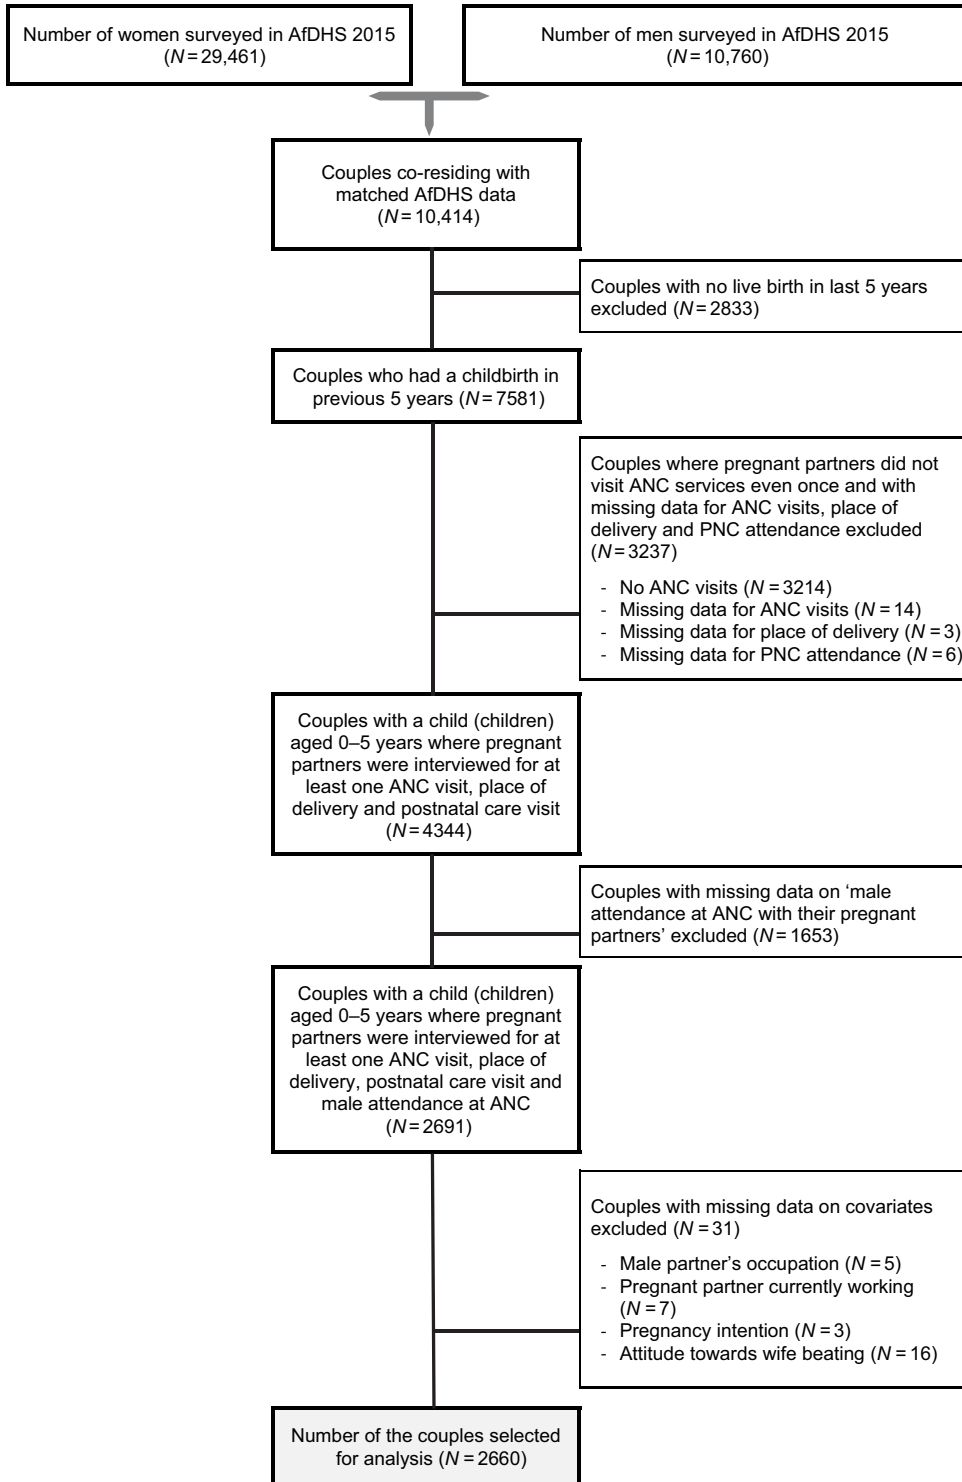 Number of women surveyed in AfDHS 2015
(N = 29,461)
Number of men surveyed in AfDHS 2015
(N = 10,760)
Couples co-residing with
matched AfDHS data
(N = 10,414)
Couples with no live birth in last 5 years
excluded (N = 2833)
Couples who had a childbirth in
previous 5 years (N = 7581)
Couples where pregnant partners did not
visit ANC services even once and with
missing data for ANC visits, place of
delivery and PNC attendance excluded
(N = 3237)
- No ANC visits (N = 3214)
- Missing data for ANC visits (N = 14)
- Missing data for place of delivery (N = 3)
- Missing data for PNC attendance (N = 6)
Couples with a child (children)
aged 0–5 years where pregnant
partners were interviewed for at
least one ANC visit, place of
delivery and postnatal care visit
(N = 4344)
Couples with missing data on ‘male
attendance at ANC with their pregnant
partners’ excluded (N = 1653)
Couples with a child (children)
aged 0–5 years where pregnant
partners were interviewed for at
least one ANC visit, place of
delivery, postnatal care visit and
male attendance at ANC
(N = 2691)
Couples with missing data on covariates
excluded (N = 31)
- Male partner’s occupation (N = 5)
- Pregnant partner currently working
(N = 7)
- Pregnancy intention (N = 3)
- Attitude towards wife beating (N = 16)
Number of the couples selected
for analysis (N = 2660)